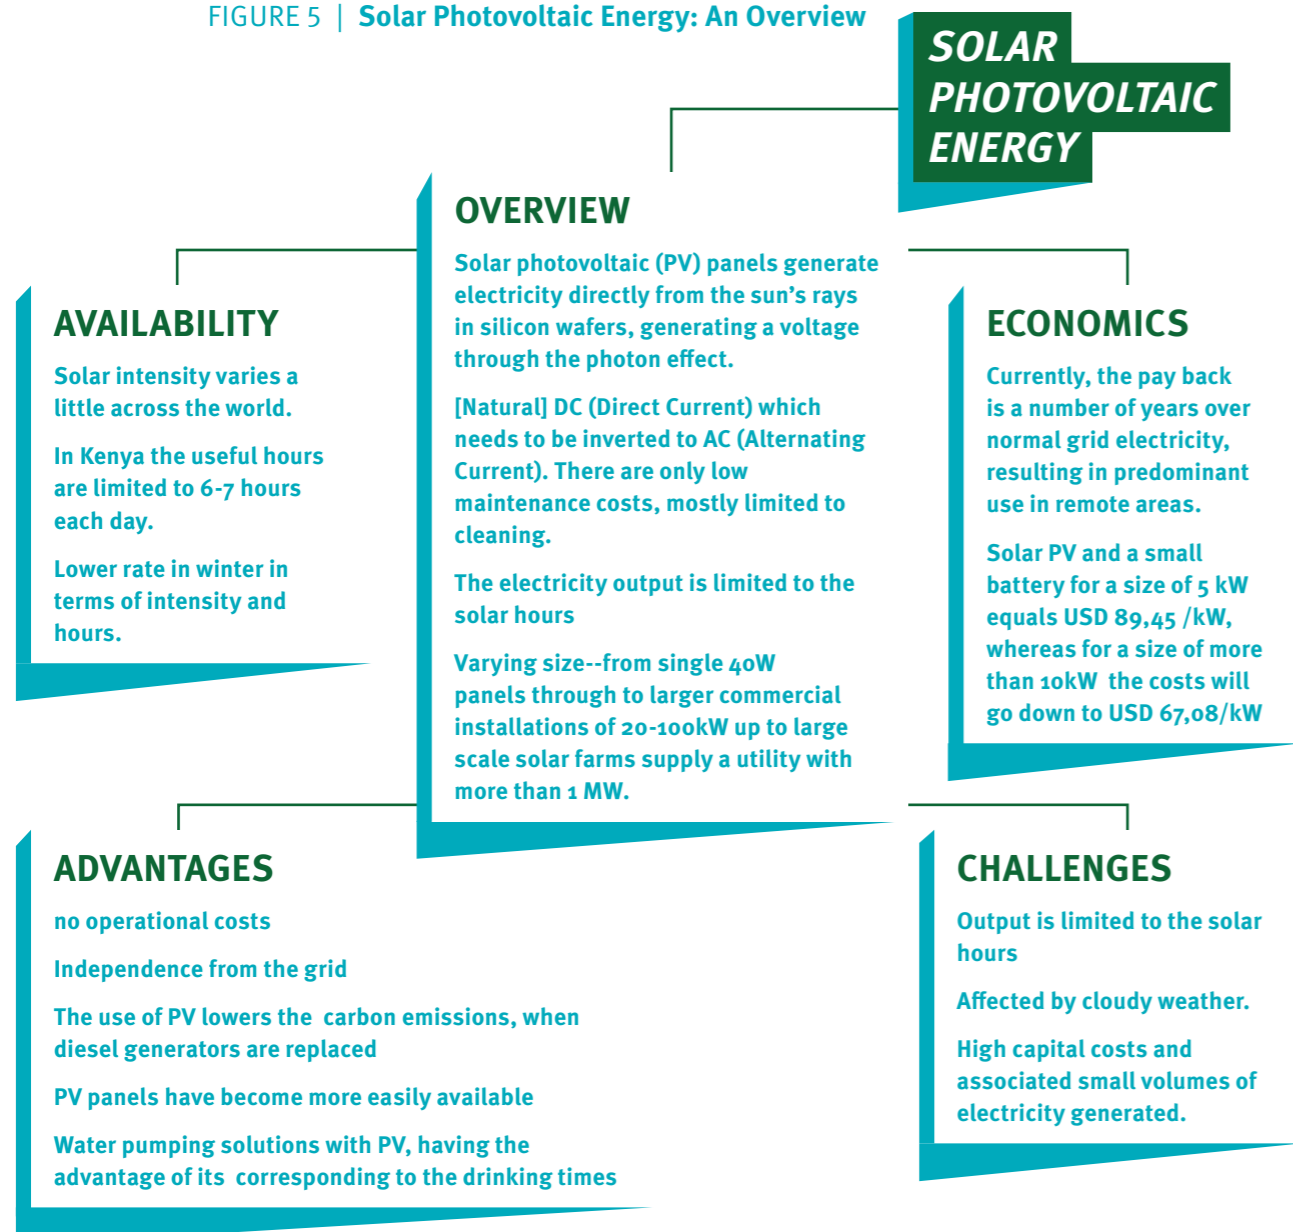 FIGURE 5 | Solar Photovoltaic Energy: An Overview
SOLAR
PHOTOVOLTAIC
ENERGY
OVERVIEW
Solar photovoltaic (PV) panels generate
electricity directly from the sun's rays
in silicon wafers, generating a voltage
through the photon effect.
[Natural] DC (Direct Current) which
needs to be inverted to AC (Alternating
Current). There are only low
maintenance costs, mostly limited to
cleaning.
The electricity output is limited to the
solar hours
Varying size--from single 40W
panels through to larger commercial
installations of 20-100kW up to large
scale solar farms supply a utility with
more than 1 MW.
AVAILABILITY
Solar intensity varies a
little across the world.
In Kenya the useful hours
are limited to 6-7 hours
each day.
Lower rate in winter in
terms of intensity and
hours.
ECONOMICS
Currently, the pay back
is a number of years over
normal grid electricity,
resulting in predominant
use in remote areas.
Solar PV and a small
battery for a size of 5 kW
equals USD 89,45 /kW,
whereas for a size of more
than 10kW the costs will
go down to USD 67,08/kW
ADVANTAGES
no operational costs
Independence from the grid
The use of PV lowers the carbon emissions, when
diesel generators are replaced
PV panels have become more easily available
Water pumping solutions with PV, having the
advantage of its corresponding to the drinking times
CHALLENGES
Output is limited to the solar
hours
Affected by cloudy weather.
High capital costs and
associated small volumes of
electricity generated.